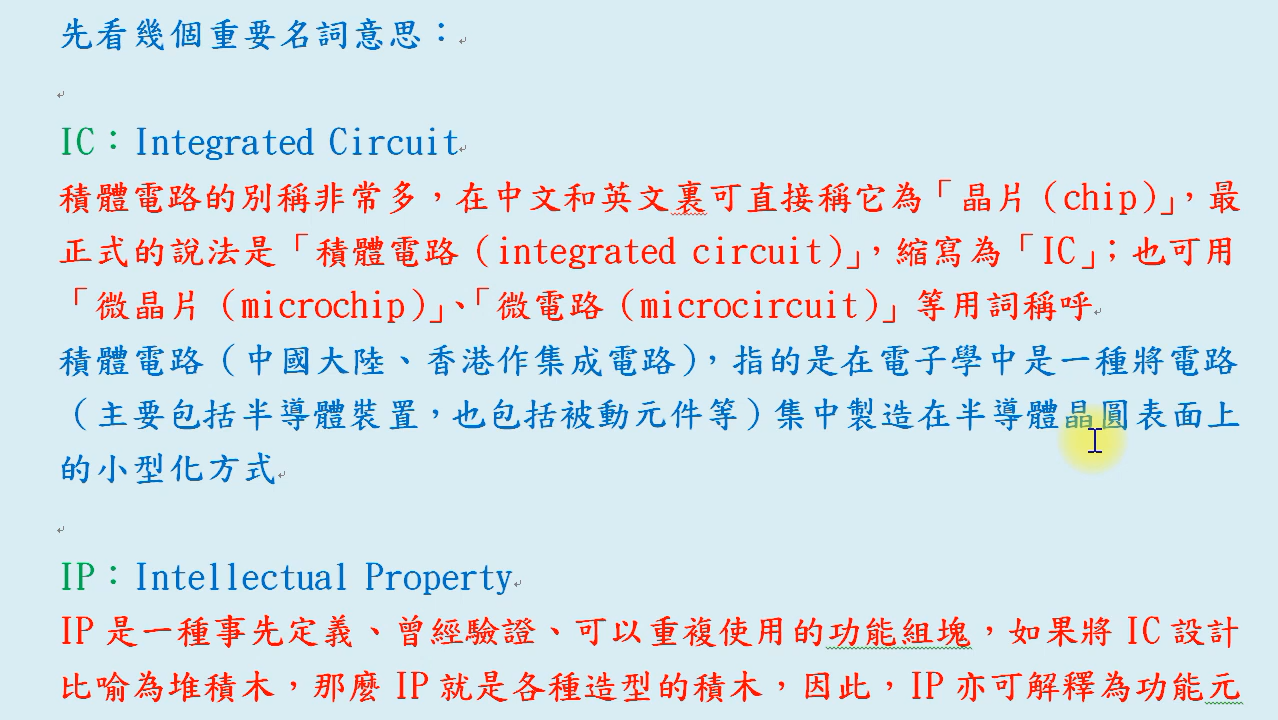 先看幾個重要名詞意思：
IC：Integrated Circuit
積體電路的別稱非常多，在中文和英文裏可直接稱它為「晶片（chip)」，最
正式的說法是「積體電路（integrated circuit)」，縮寫為「IC」；也可用
「微晶片（microchip)」、「微電路（microcircuit)」等用詞稱呼
積體電路（中國大陸、香港作集成電路），指的是在電子學中是一種將電路
（主要包括半導體裝置，也包括被動元件等）集中製造在半導體晶圓表面上
的小型化方式
IP：Intellectual Property
IP 是一種事先定義、曾經驗證、可以重複使用的功能組塊，如果將 IC 設計
比喻為堆積木，那麼 IP 就是各種造型的積木，因此，IP 亦可解釋為功能元